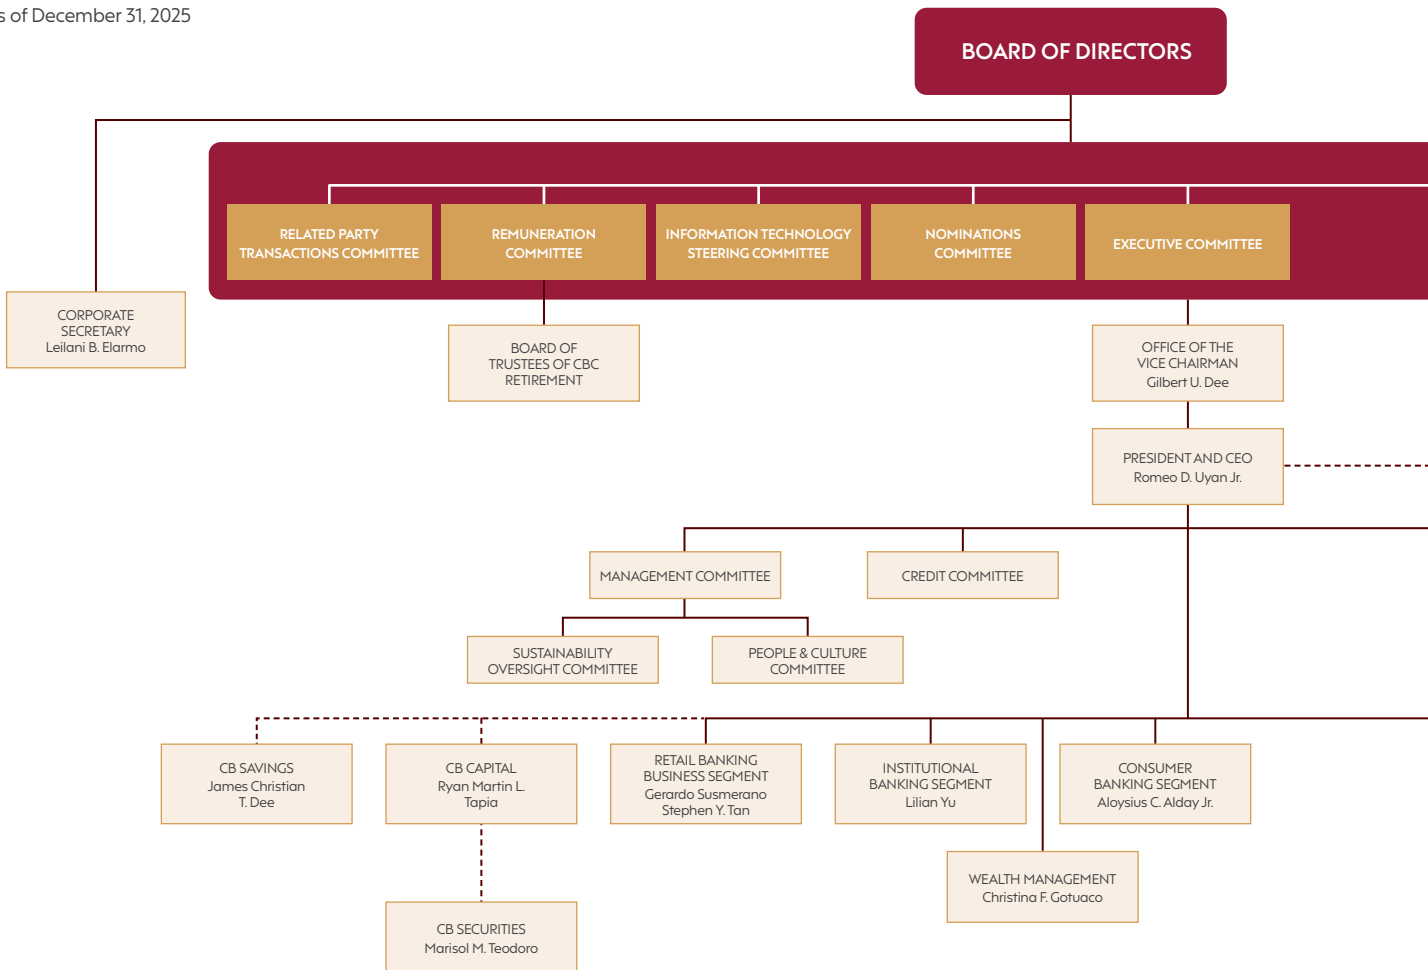 s of December 31, 2025
BOARD OF DIRECTORS
RELATED PARTY
TRANSACTIONS COMMITTEE
REMUNERATION
COMMITTEE
INFORMATION TECHNOLOGY
STEERING COMMITTEE
NOMINATIONS
COMMITTEE
EXECUTIVE COMMITTEE
CORPORATE
SECRETARY
Leilani B. Elarmo
BOARD OF
TRUSTEES OF CBC
RETIREMENT
OFFICE OF THE
VICE CHAIRMAN
Gilbert U. Dee
PRESIDENT AND CEO
Romeo D. Uyan Jr.
MANAGEMENT COMMITTEE
CREDIT COMMITTEE
SUSTAINABILITY
OVERSIGHT COMMITTEE
PEOPLE & CULTURE
COMMITTEE
CB SAVINGS
James Christian
T. Dee
CB CAPITAL
Ryan Martin L.
Tapia
RETAIL BANKING
BUSINESS SEGMENT
Gerardo Susmerano
Stephen Y. Tan
INSTITUTIONAL
BANKING SEGMENT
Lilian Yu
CONSUMER
BANKING SEGMENT
Aloysius C. Alday Jr.
WEALTH MANAGEMENT
Christina F. Gotuaco
CB SECURITIES
Marisol M. Teodoro